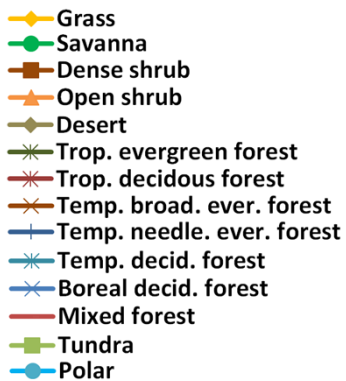 Grass
Savanna
Dense shrub
Open shrub
Desert
Trop. evergreen forest
Trop. decidous forest
Temp. broad. ever. forest
Temp. needle. ever. forest
Temp. decid. forest
Boreal decid. forest
Mixed forest
Tundra
Polar